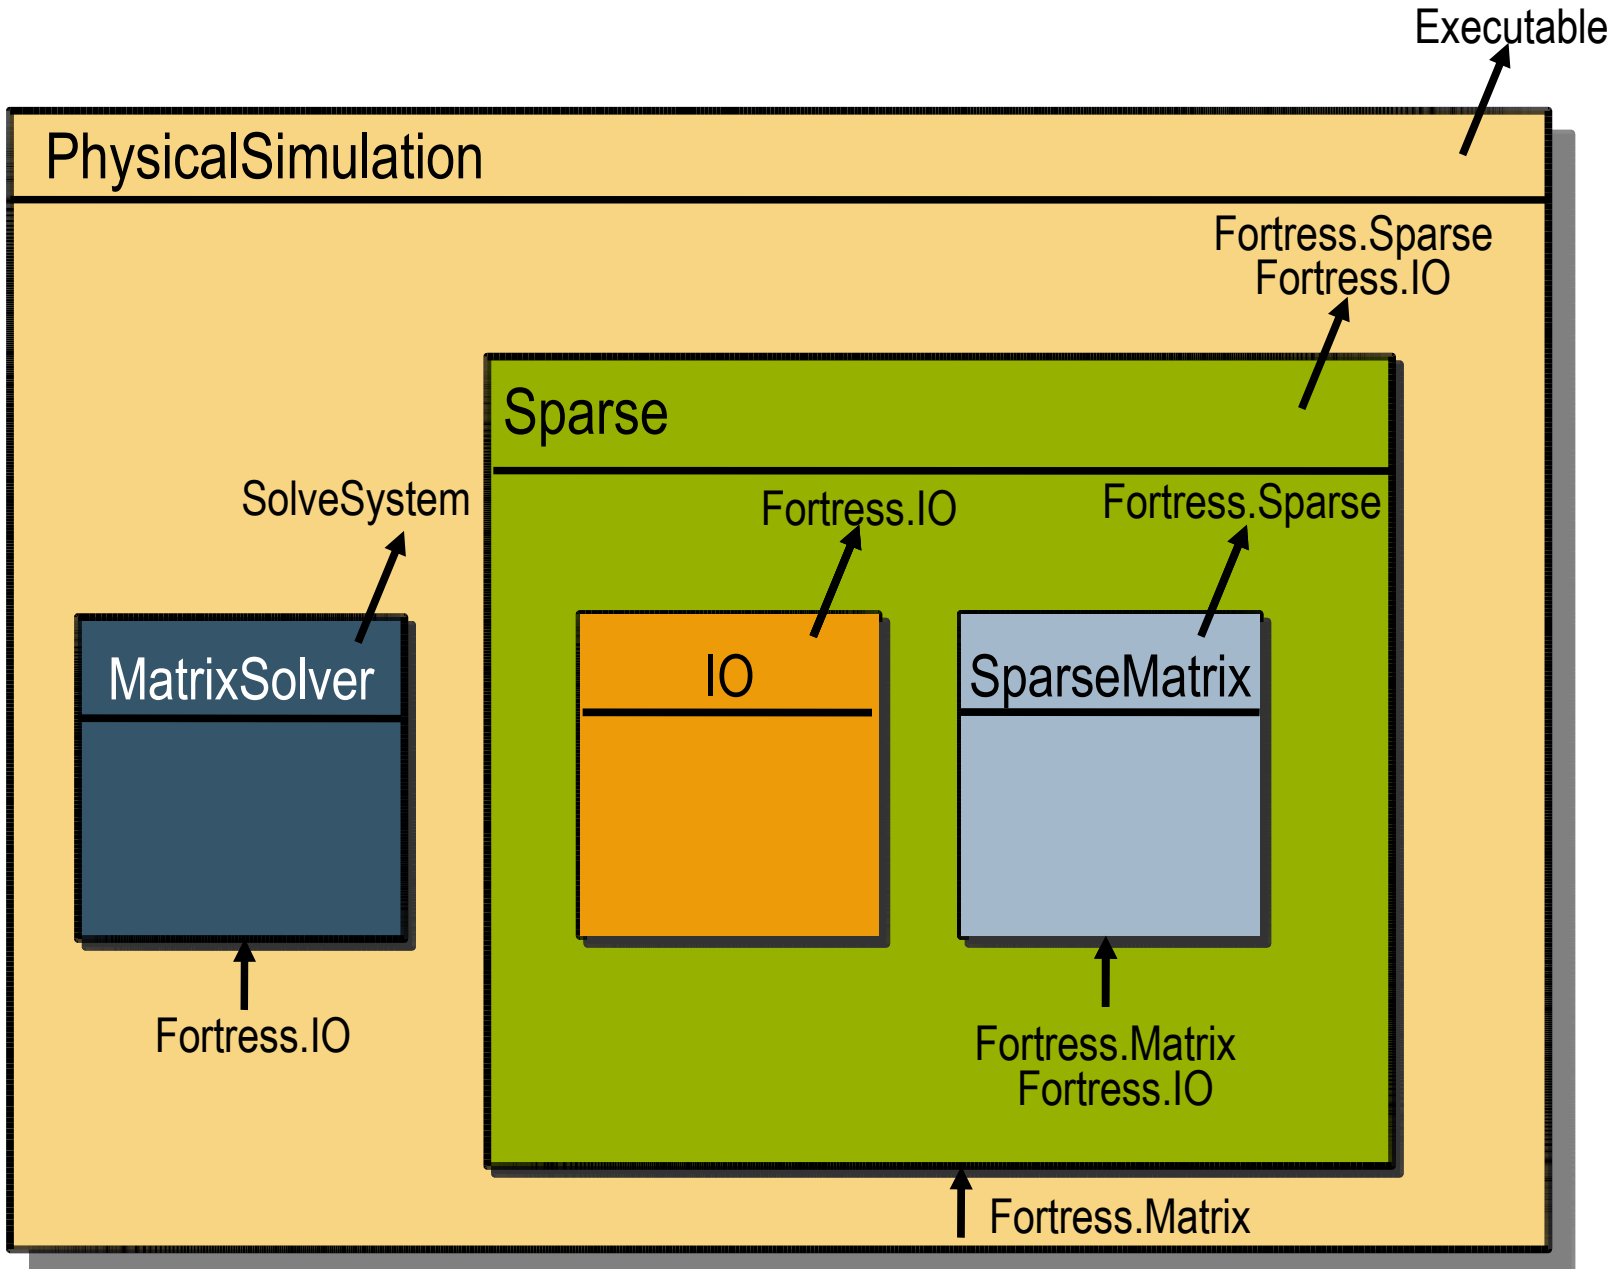 Executable
PhysicalSimulation
Fortress.Sparse
Fortress.IO
Sparse
SolveSystem
Fortress.IO
Fortress.Sparse
MatrixSolver
IO
SparseMatrix
Fortress.IO
Fortress.Matrix
Fortress.IO
Fortress.Matrix